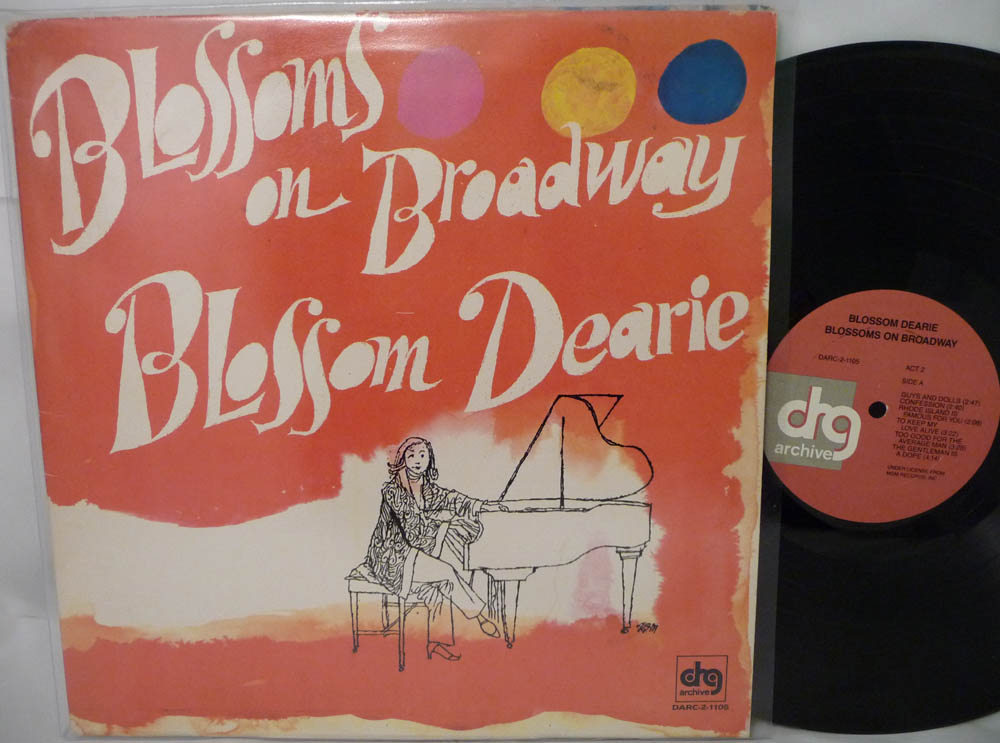 Blossoms
on Broadway
Blossom Dearie
drg
archive
DARC-2-1105
BLOSSOM DEARIE
BLOSSOMS ON BROADWAY
DARC-2-1105
ACT 2
SIDE A
GUYS AND DOLLS (2:47)
CONFESSION (2:40)
RHODE ISLAND IS
FAMOUS FOR YOU (2:08)
TO KEEP MY
LOVE ALIVE (3:22)
TOO GOOD FOR THE
AVERAGE MAN (3:28)
THE GENTLEMAN IS
A DOPE (4:14)
UNDER LICENSE FROM
MGM RECORDS, INC
drg
archive